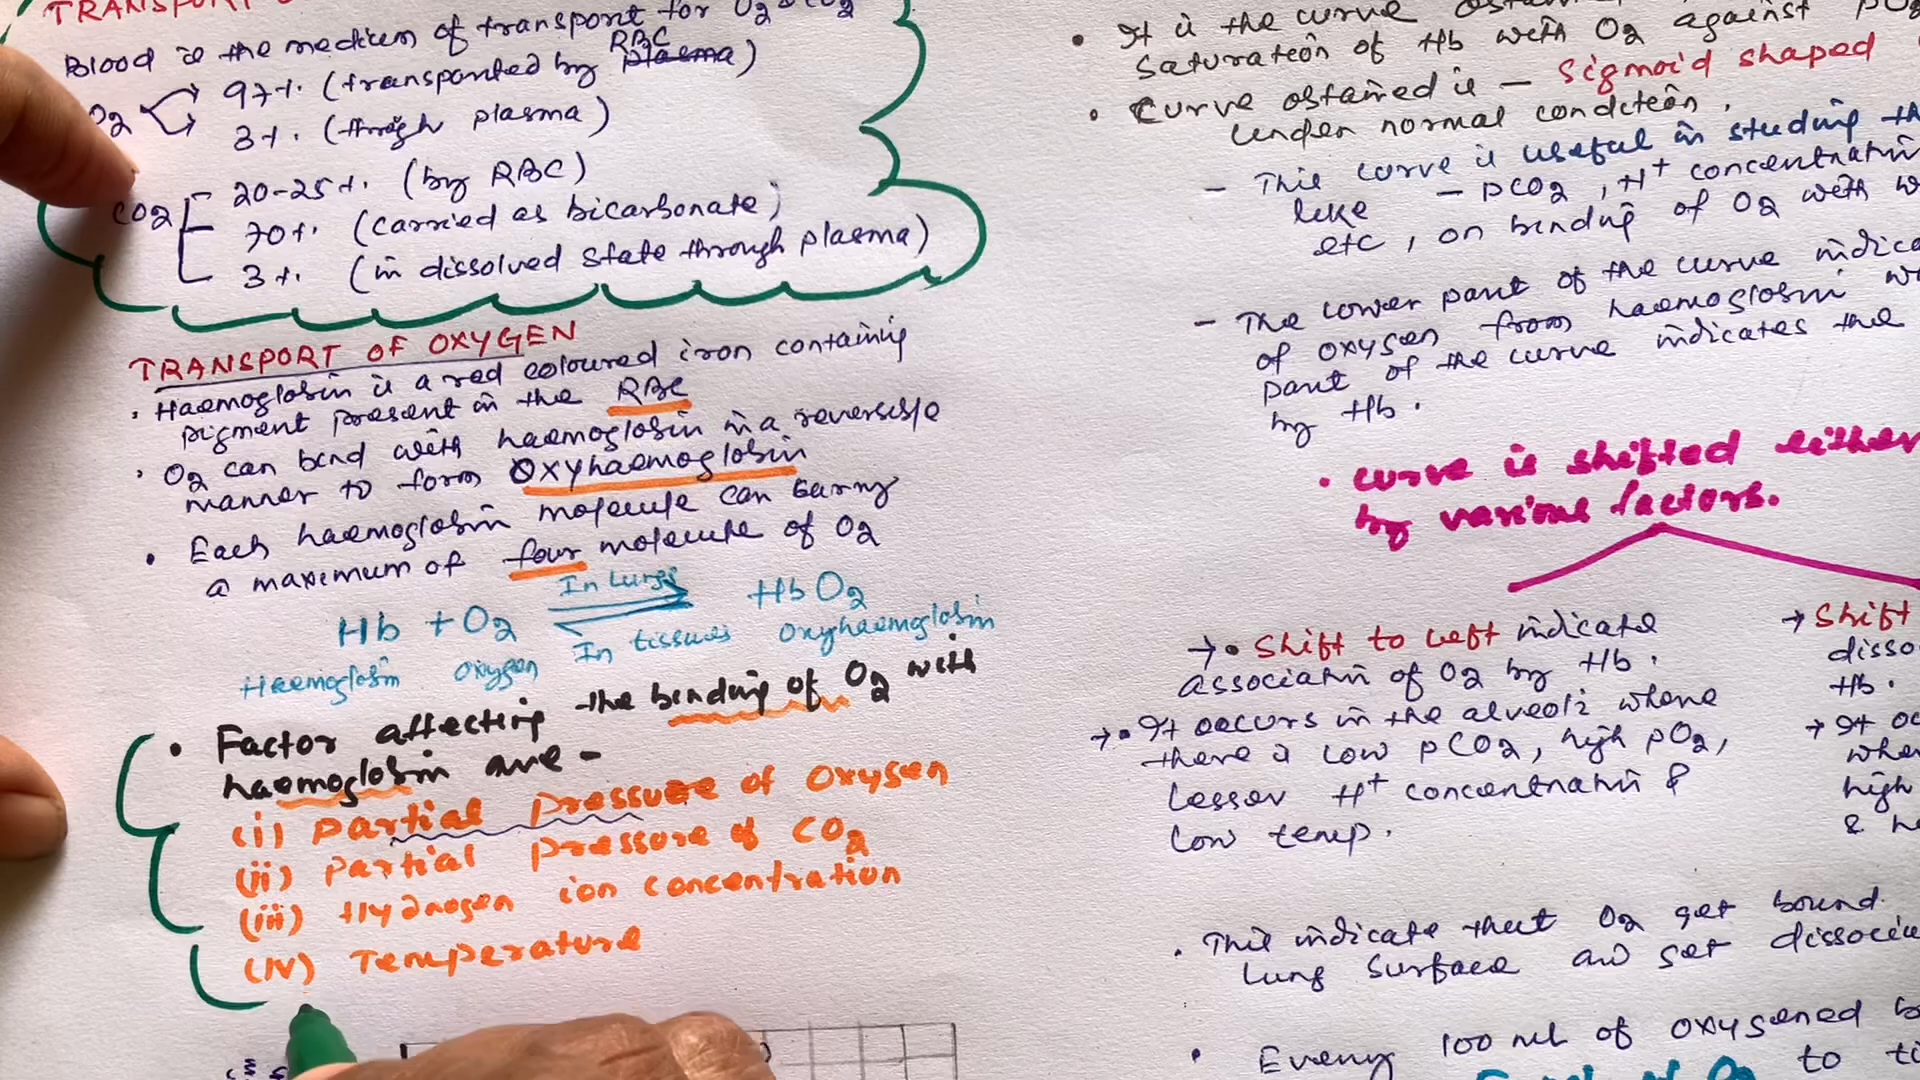 TRANSPORT
Blood is the medium of transport for O2 & CO2
RBC
O2 97% (transported by plasma)
3% (through plasma)
CO2 20-25% (by RBC)
70% (carried as bicarbonate)
3% (in dissolved state through plasma)
TRANSPORT OF OXYGEN
• Haemoglobin is a red coloured iron containing
pigment present in the RBC
• O2 can bind with haemoglobin in a reversible
manner to form Oxyhaemoglobin
• Each haemoglobin molecule can carry
a maximum of four molecule of O2
In Lungs
Hb + O2 HbO2
In tissues
Haemoglobin Oxygen Oxyhaemoglobin
• Factor affecting the binding of O2 with
haemoglobin are -
(i) Partial pressure of Oxygen
(ii) Partial pressure of CO2
(iii) Hydrogen ion concentration
(iv) Temperature
• It is the curve
Saturation of Hb with O2 against
• Curve obtained is - Sigmoid shaped
under normal condition.
- This curve is useful in studing
like - pCO2, H+ concentration
etc, on binding of O2 with
- The lower part of the curve
of oxygen from haemoglobin
part of the curve indicates the
by Hb.
• curve is shifted either
by various factors.
→ • Shift to Left indicate
association of O2 by Hb.
→ • It occurs in the alveoli where
there is low pCO2, high pO2,
Lesser H+ concentration &
Low temp.
→ Shift
Hb.
→ It
high
&
• This indicate that O2 get bound
Lung Surface and get
• Every 100 ml of oxygened
of O2 to